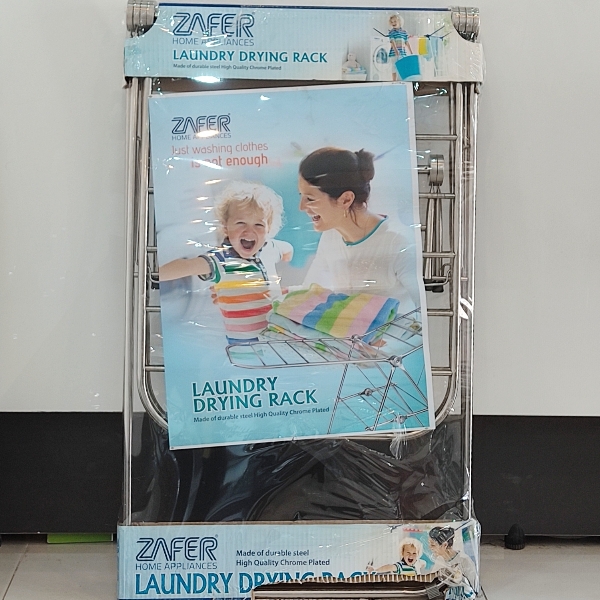 ZAFER
HOME APPLIANCES
LAUNDRY DRYING RACK
Made of durable steel High Quality Chrome Plated
ZAFER
HOME APPLIANCES
Just washing clothes
is not enough
LAUNDRY
DRYING RACK
Made of durable steel High Quality Chrome Plated
ZAFER
HOME APPLIANCES
Made of durable steel
High Quality Chrome Plated
LAUNDRY DRYING RACK